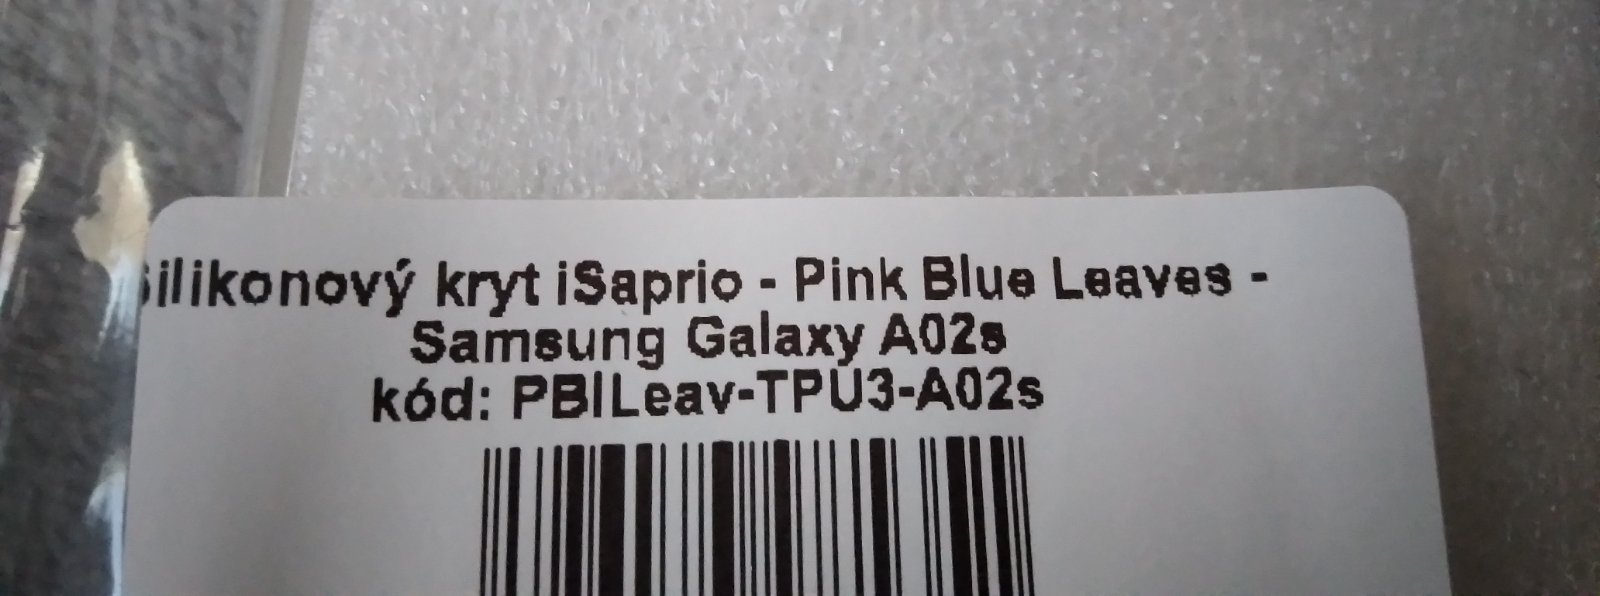 Silikonový kryt iSaprio - Pink Blue Leaves -
Samsung Galaxy A02s
kód: PBlLeav-TPU3-A02s